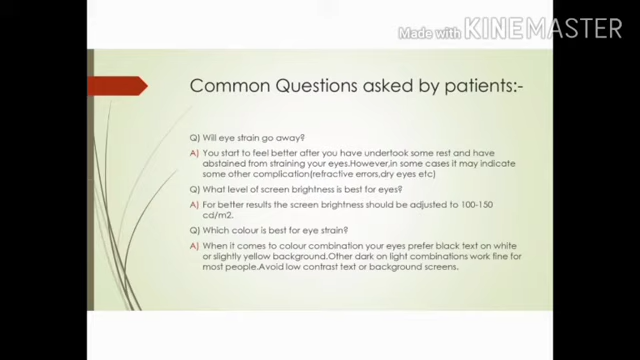 Made with KINEMASTER
Common Questions asked by patients:-
Q) Will eye strain go away?
A) You start to feel better after you have undertook some rest and have
abstained from straining your eyes.However,in some cases it may indicate
some other complication(refractive errors,dry eyes etc)
Q) What level of screen brightness is best for eyes?
A) For better results the screen brightness should be adjusted to 100-150
cd/m2.
Q) Which colour is best for eye strain?
A) When it comes to colour combination your eyes prefer black text on white
or slightly yellow background.Other dark on light combinations work fine for
most people.Avoid low contrast text or background screens.